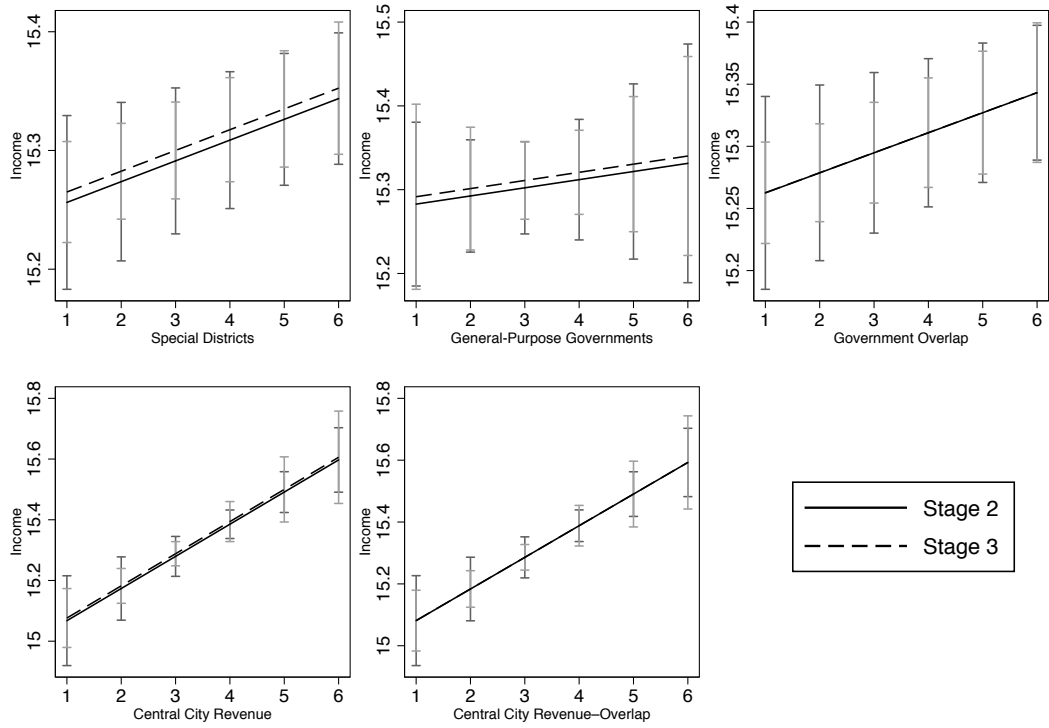 Income
15.2 15.3 15.4
1 2 3 4 5 6
Special Districts
Income
15.2 15.3 15.4 15.5
1 2 3 4 5 6
General-Purpose Governments
Income
15.2 15.25 15.3 15.35 15.4
1 2 3 4 5 6
Government Overlap
Income
15 15.2 15.4 15.6 15.8
1 2 3 4 5 6
Central City Revenue
Income
15 15.2 15.4 15.6 15.8
1 2 3 4 5 6
Central City Revenue–Overlap
Stage 2
Stage 3